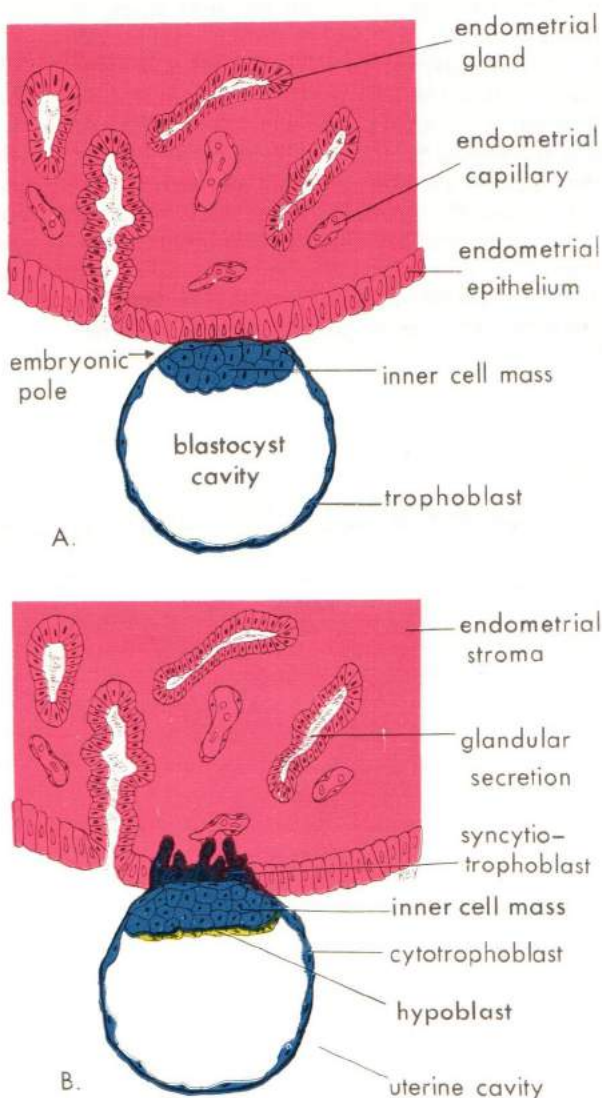 endometrial
gland
endometrial
capillary
endometrial
epithelium
embryonic
pole
inner cell mass
blastocyst
cavity
trophoblast
A.
endometrial
stroma
glandular
secretion
syncytio-
trophoblast
KEY
inner cell mass
cytotrophoblast
hypoblast
B.
uterine cavity